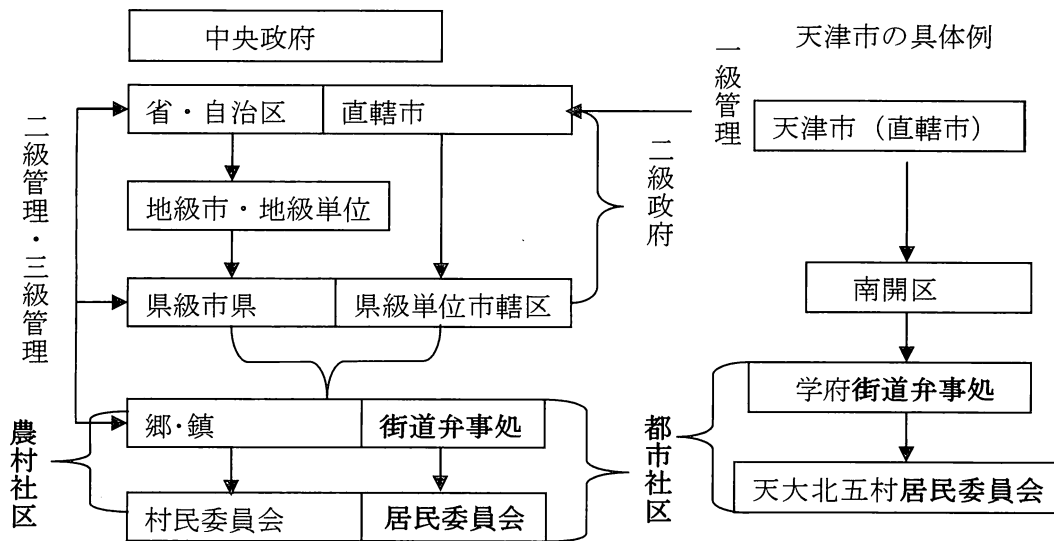 中央政府
天津市の具体例
一級管理
省・自治区
直轄市
天津市（直轄市）
二級管理・三級管理
二級政府
地級市・地級単位
県級市県
県級単位市轄区
南開区
学府街道弁事処
農村社区
郷・鎮
街道弁事処
都市社区
村民委員会
居民委員会
天大北五村居民委員会